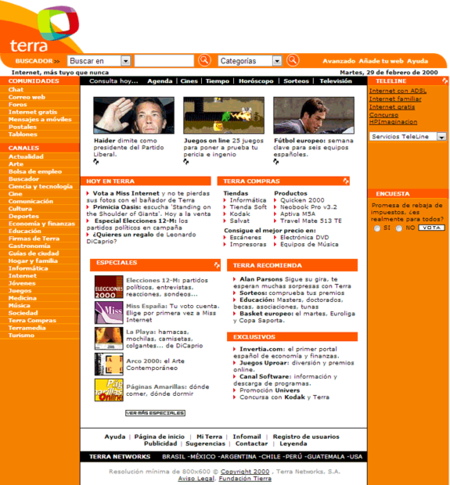 terra
BUSCADOR
Buscar en
Categorías
Avanzado Añade tu web Ayuda
Internet, más tuyo que nunca
Martes, 29 de febrero de 2000
COMUNIDADES
Chat
Correo web
Foros
Internet gratis
Mensajes a móviles
Postales
Tablones
CANALES
Actualidad
Arte
Bolsa de empleo
Buscador
Ciencia y tecnología
Cine
Comunicación
Cultura
Deportes
Economía y finanzas
Educación
Firmas de Terra
Gastronomía
Guías de ciudad
Hogar y familia
Informática
Internet
Jóvenes
Juegos
Medicina
Música
Sociedad
Terra Compras
Terramedia
Turismo
Consulta hoy... Agenda | Cines | Tiempo | Horóscopo | Sorteos | Televisión
Haider dimite como
presidente del Partido
Liberal.
Juegos on line 25 juegos
para poner a prueba tu
pericia e ingenio
Fútbol europeo: semana
clave para seis equipos
españoles.
HOY EN TERRA
Vota a Miss Internet y no te pierdas
sus fotos con el bañador de Terra
Primicia Oasis: escucha 'Standing on
the Shoulder of Giants'. Hoy a la venta
Especial Elecciones 12-M: los
partidos políticos en campaña
¿Quieres un regalo de Leonardo
DiCaprio?
TERRA COMPRAS
Tiendas
Informática
Tienda Soft
Kodak
Salvat
Productos
Quicken 2000
Neobook Pro v.3.2
Aptiva M5A
Travel Mate 513 TE
Consigue el mejor precio en:
Escáneres
Electrónica DVD
Impresoras
Equipos de Música
ESPECIALES
ELECCIONES
2000
Elecciones 12-M: partidos
políticos, entrevistas,
reacciones, sondeos...
Miss
Miss España: Tu voto cuenta.
Elige por primera vez a Miss
Internet
La Playa: hamacas,
mochilas, camisetas,
colgantes... de DiCaprio
Arco 2000: el Arte
Contemporáneo
Páginas Amarillas: dónde
comer, dónde dormir
VER MÁS ESPECIALES
TERRA RECOMIENDA
Alan Parsons Sigue su gira, te
esperan muchas sorpresas con Terra
Sorteos: comprueba tus premios
Educación: Masters, doctorados,
becas, asociaciones, tunas
Basket europeo: el martes, Euroliga
y Copa Saporta.
EXCLUSIVOS
Invertia.com: el primer portal
español de economía y finanzas.
Juegos Uproar: diversión y premios
online.
Canal Software: información y
descarga de programas.
Promoción Univers
Concursa con Kodak y Terra
TELELINE
Internet con ADSL
Internet familiar
Internet gratis
Concurso
HPImaginacion
Servicios TeleLine
ENCUESTA
Promesa de rebaja de
impuestos, ¿es
realmente para todos?
SI NO VOTA
Ayuda | Página de inicio | Mi Terra | Infomail | Registro de usuarios
Publicidad | Sugerencias | Contactar | Leyenda
TERRA NETWORKS BRASIL -MÉXICO -ARGENTINA -CHILE -PERÚ -GUATEMALA -USA
Resolución mínima de 800x600 © Copyright 2000 . Terra Networks, S.A.
Aviso Legal. Fundación Tierra